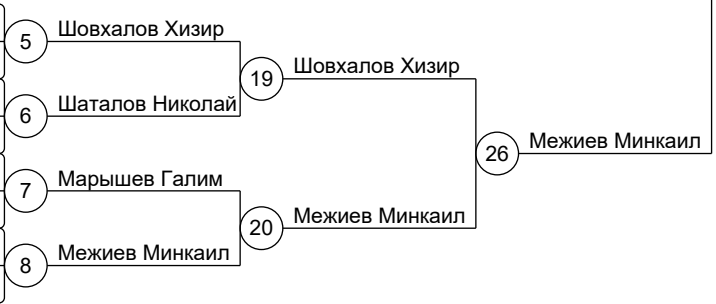 5 Шовхалов Хизир
19 Шовхалов Хизир
6 Шаталов Николай
26 Межиев Минкаил
7 Марышев Галим
20 Межиев Минкаил
8 Межиев Минкаил